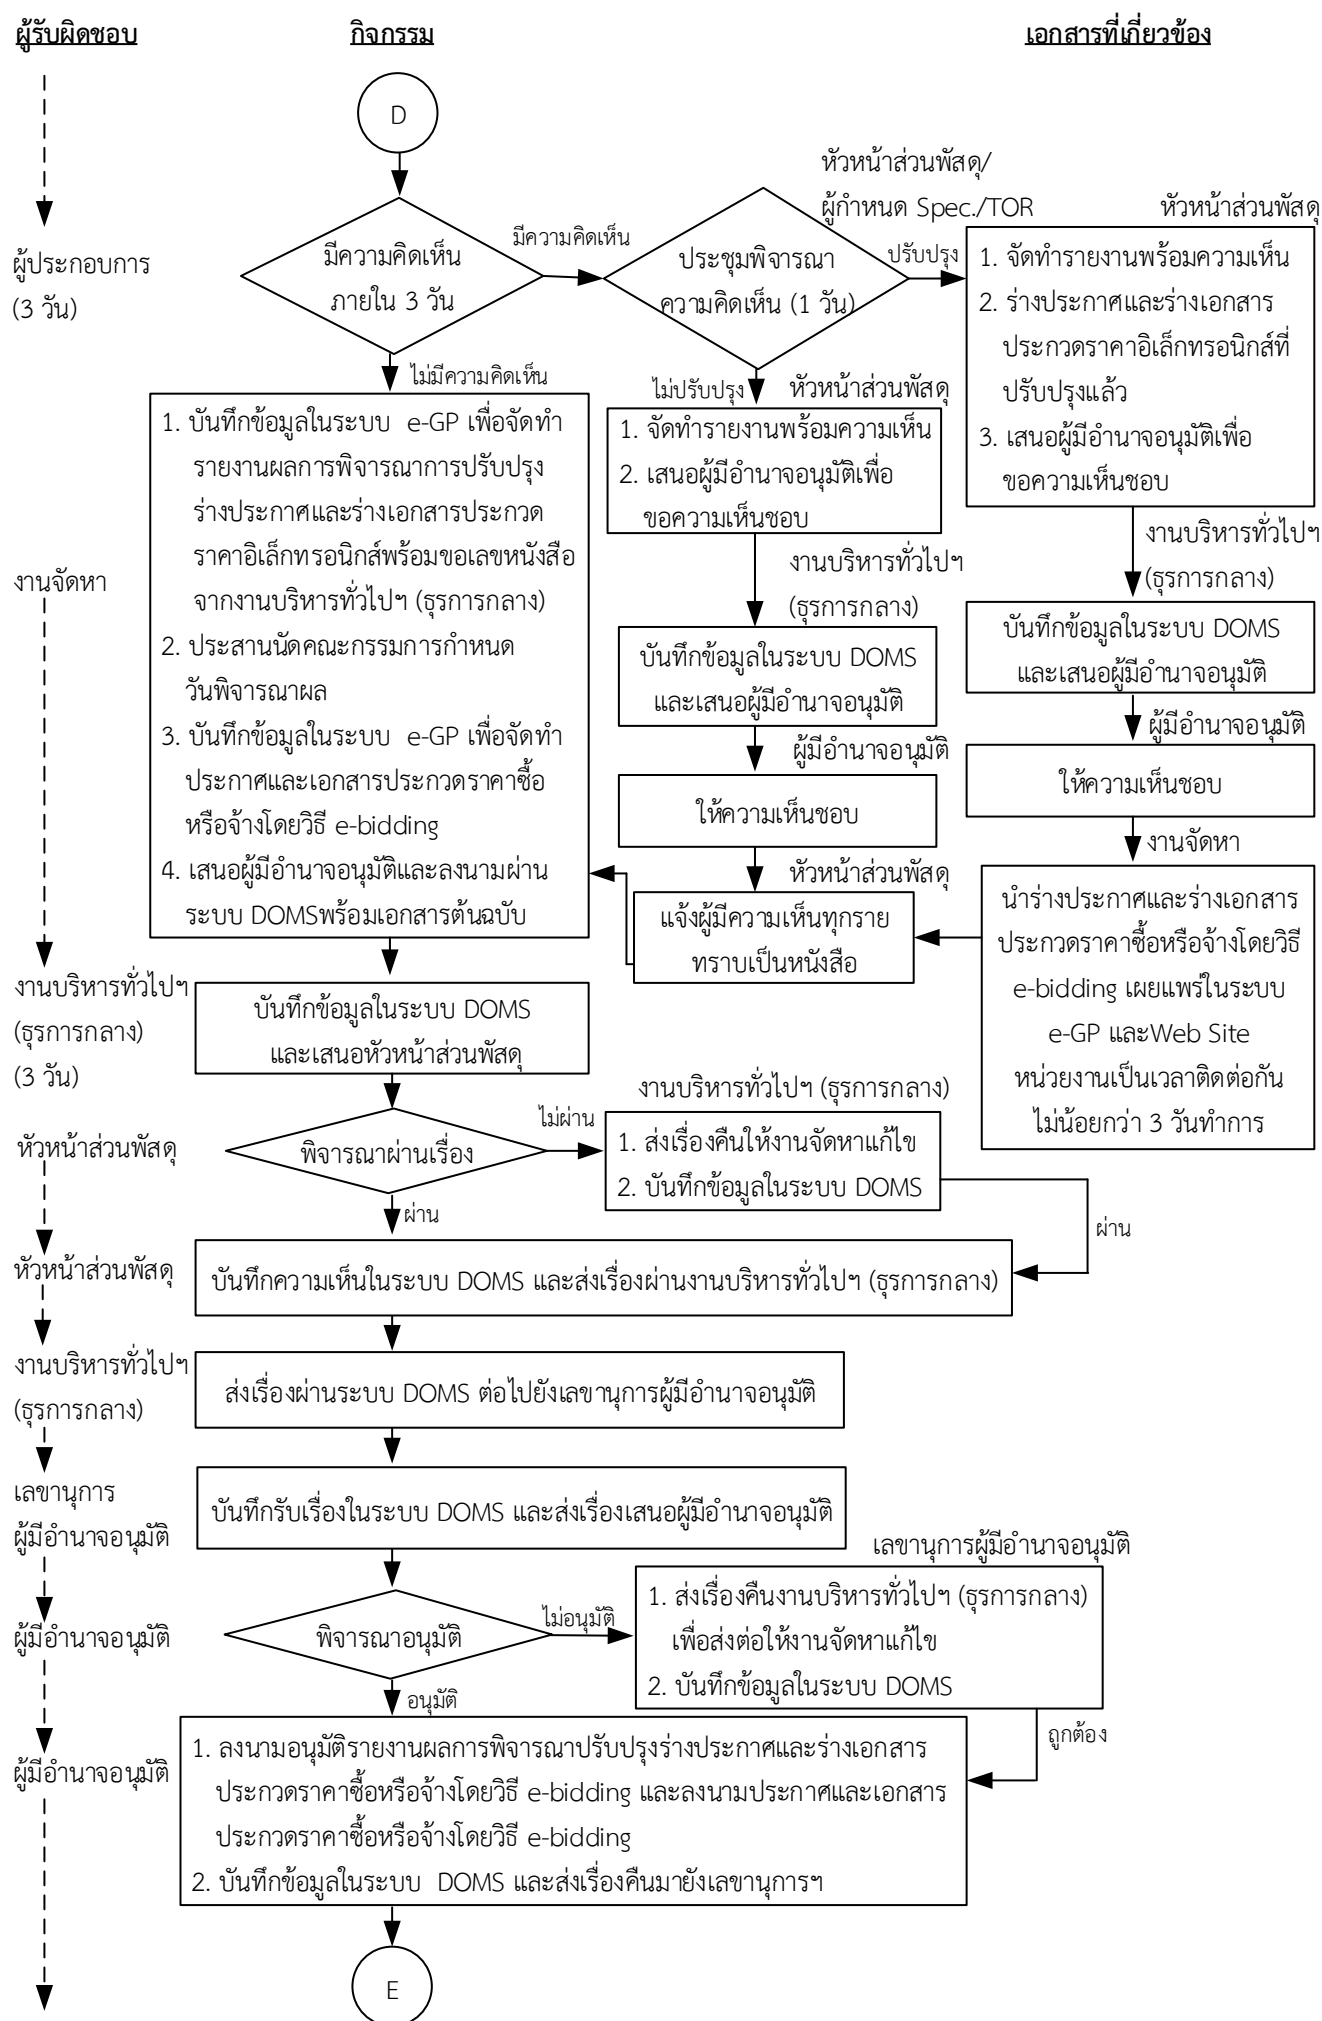 ผู้รับผิดชอบ
กิจกรรม
เอกสารที่เกี่ยวข้อง
D
หัวหน้าส่วนพัสดุ/
ผู้กำหนด Spec./TOR
หัวหน้าส่วนพัสดุ
ผู้ประกอบการ
(3 วัน)
มีความคิดเห็น
ภายใน 3 วัน
มีความคิดเห็น
ประชุมพิจารณา
ความคิดเห็น (1 วัน)
ปรับปรุง
1. จัดทำรายงานพร้อมความเห็น
2. ร่างประกาศและร่างเอกสาร
ประกวดราคาอิเล็กทรอนิกส์ที่
ปรับปรุงแล้ว
3. เสนอผู้มีอำนาจอนุมัติเพื่อ
ขอความเห็นชอบ
ไม่มีความคิดเห็น
ไม่ปรับปรุง
หัวหน้าส่วนพัสดุ
1. บันทึกข้อมูลในระบบ e-GP เพื่อจัดทำ
รายงานผลการพิจารณาการปรับปรุง
ร่างประกาศและร่างเอกสารประกวด
ราคาอิเล็กทรอนิกส์พร้อมขอเลขหนังสือ
จากงานบริหารทั่วไปฯ (ธุรการกลาง)
2. ประสานนัดคณะกรรมการกำหนด
วันพิจารณาผล
3. บันทึกข้อมูลในระบบ e-GP เพื่อจัดทำ
ประกาศและเอกสารประกวดราคาซื้อ
หรือจ้างโดยวิธี e-bidding
4. เสนอผู้มีอำนาจอนุมัติและลงนามผ่าน
ระบบ DOMSพร้อมเอกสารต้นฉบับ
1. จัดทำรายงานพร้อมความเห็น
2. เสนอผู้มีอำนาจอนุมัติเพื่อ
ขอความเห็นชอบ
งานบริหารทั่วไปฯ
(ธุรการกลาง)
งานบริหารทั่วไปฯ
(ธุรการกลาง)
งานจัดหา
บันทึกข้อมูลในระบบ DOMS
และเสนอผู้มีอำนาจอนุมัติ
บันทึกข้อมูลในระบบ DOMS
และเสนอผู้มีอำนาจอนุมัติ
ผู้มีอำนาจอนุมัติ
ผู้มีอำนาจอนุมัติ
ให้ความเห็นชอบ
ให้ความเห็นชอบ
หัวหน้าส่วนพัสดุ
งานจัดหา
แจ้งผู้มีความเห็นทุกราย
ทราบเป็นหนังสือ
นำร่างประกาศและร่างเอกสาร
ประกวดราคาซื้อหรือจ้างโดยวิธี
e-bidding เผยแพร่ในระบบ
e-GP และWeb Site
หน่วยงานเป็นเวลาติดต่อกัน
ไม่น้อยกว่า 3 วันทำการ
งานบริหารทั่วไปฯ
(ธุรการกลาง)
(3 วัน)
บันทึกข้อมูลในระบบ DOMS
และเสนอหัวหน้าส่วนพัสดุ
งานบริหารทั่วไปฯ (ธุรการกลาง)
หัวหน้าส่วนพัสดุ
พิจารณาผ่านเรื่อง
ไม่ผ่าน
1. ส่งเรื่องคืนให้งานจัดหาแก้ไข
2. บันทึกข้อมูลในระบบ DOMS
ผ่าน
ผ่าน
หัวหน้าส่วนพัสดุ
บันทึกความเห็นในระบบ DOMS และส่งเรื่องผ่านงานบริหารทั่วไปฯ (ธุรการกลาง)
งานบริหารทั่วไปฯ
(ธุรการกลาง)
ส่งเรื่องผ่านระบบ DOMS ต่อไปยังเลขานุการผู้มีอำนาจอนุมัติ
เลขานุการ
ผู้มีอำนาจอนุมัติ
บันทึกรับเรื่องในระบบ DOMS และส่งเรื่องเสนอผู้มีอำนาจอนุมัติ
เลขานุการผู้มีอำนาจอนุมัติ
ผู้มีอำนาจอนุมัติ
พิจารณาอนุมัติ
ไม่อนุมัติ
1. ส่งเรื่องคืนงานบริหารทั่วไปฯ (ธุรการกลาง)
เพื่อส่งต่อให้งานจัดหาแก้ไข
2. บันทึกข้อมูลในระบบ DOMS
อนุมัติ
ถูกต้อง
ผู้มีอำนาจอนุมัติ
1. ลงนามอนุมัติรายงานผลการพิจารณาปรับปรุงร่างประกาศและร่างเอกสาร
ประกวดราคาซื้อหรือจ้างโดยวิธี e-bidding และลงนามประกาศและเอกสาร
ประกวดราคาซื้อหรือจ้างโดยวิธี e-bidding
2. บันทึกข้อมูลในระบบ DOMS และส่งเรื่องคืนมายังเลขานุการฯ
E